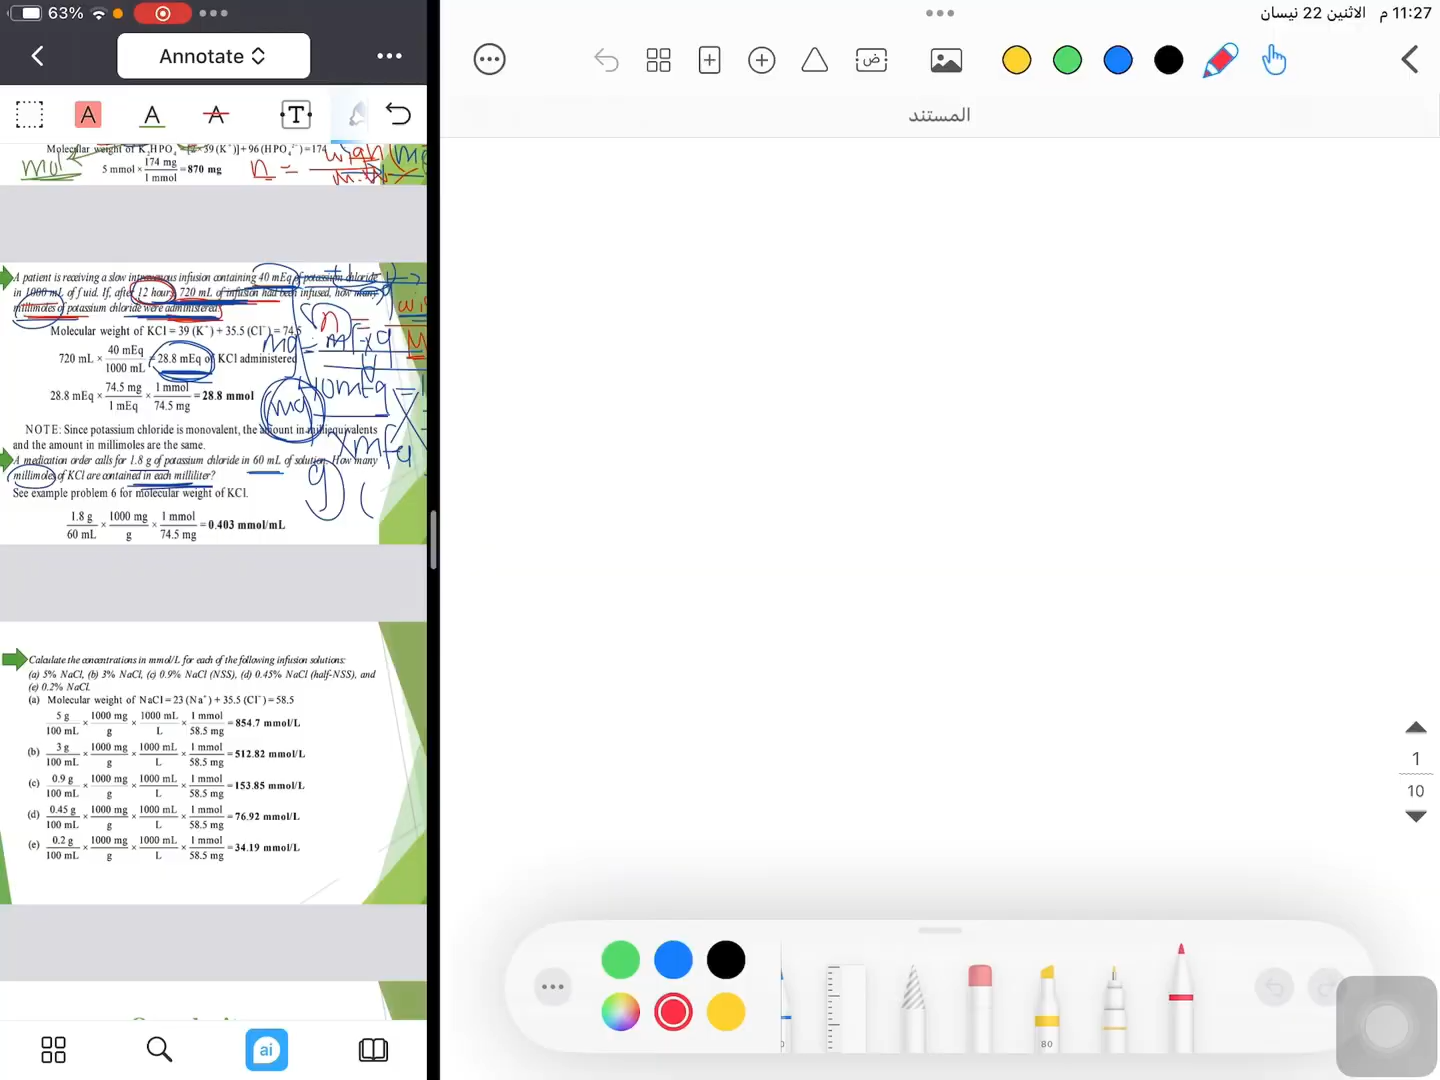 63%
11:27 م الاثنين 22 نيسان
Annotate
المستند
A A A T
ض
Molecular weight of K₂HPO₄ = [2 × 39 (K⁺)] + 96 (HPO₄²⁻) = 174
mol
5 mmol × 174 mg / 1 mmol = 870 mg
n =
A patient is receiving a slow intravenous infusion containing 40 mEq of potassium chloride
in 1000 mL of fluid. If, after 12 hours, 720 mL of infusion had been infused, how many
millimoles of potassium chloride were administered?
Molecular weight of KCl = 39 (K⁺) + 35.5 (Cl⁻) = 74.5
720 mL × 40 mEq / 1000 mL = 28.8 mEq of KCl administered
28.8 mEq × 74.5 mg / 1 mEq × 1 mmol / 74.5 mg = 28.8 mmol
n =
mg =
mg
g
NOTE: Since potassium chloride is monovalent, the amount in milliequivalents
and the amount in millimoles are the same.
A medication order calls for 1.8 g of potassium chloride in 60 mL of solution. How many
millimoles of KCl are contained in each milliliter?
See example problem 6 for molecular weight of KCl.
1.8 g / 60 mL × 1000 mg / g × 1 mmol / 74.5 mg = 0.403 mmol/mL
Calculate the concentrations in mmol/L for each of the following infusion solutions:
(a) 5% NaCl, (b) 3% NaCl, (c) 0.9% NaCl (NSS), (d) 0.45% NaCl (half-NSS), and
(e) 0.2% NaCl.
(a) Molecular weight of NaCl = 23 (Na⁺) + 35.5 (Cl⁻) = 58.5
5 g / 100 mL × 1000 mg / g × 1000 mL / L × 1 mmol / 58.5 mg = 854.7 mmol/L
(b) 3 g / 100 mL × 1000 mg / g × 1000 mL / L × 1 mmol / 58.5 mg = 512.82 mmol/L
(c) 0.9 g / 100 mL × 1000 mg / g × 1000 mL / L × 1 mmol / 58.5 mg = 153.85 mmol/L
(d) 0.45 g / 100 mL × 1000 mg / g × 1000 mL / L × 1 mmol / 58.5 mg = 76.92 mmol/L
(e) 0.2 g / 100 mL × 1000 mg / g × 1000 mL / L × 1 mmol / 58.5 mg = 34.19 mmol/L
1
10
80
ai